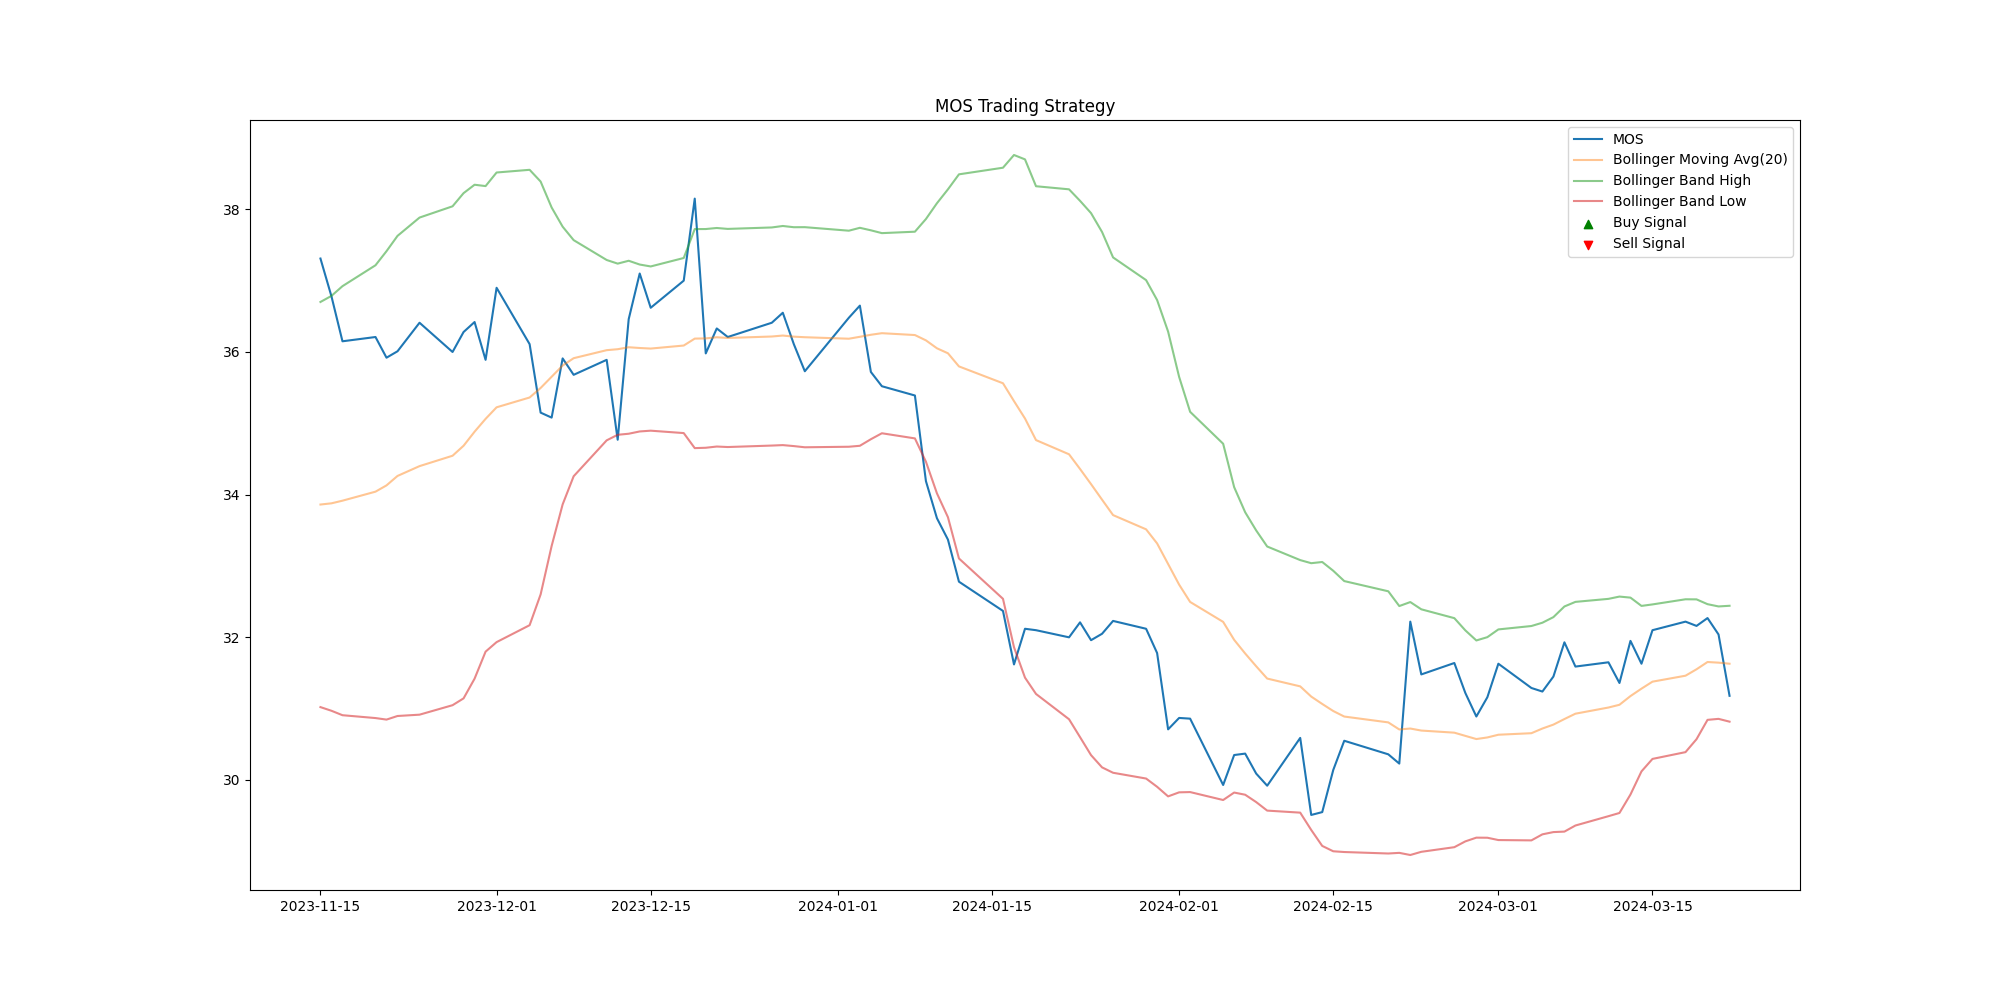 MOS Trading Strategy
MOS
Bollinger Moving Avg(20)
Bollinger Band High
Bollinger Band Low
Buy Signal
Sell Signal
38
36
34
32
30
2023-11-15 2023-12-01 2023-12-15 2024-01-01 2024-01-15 2024-02-01 2024-02-15 2024-03-01 2024-03-15